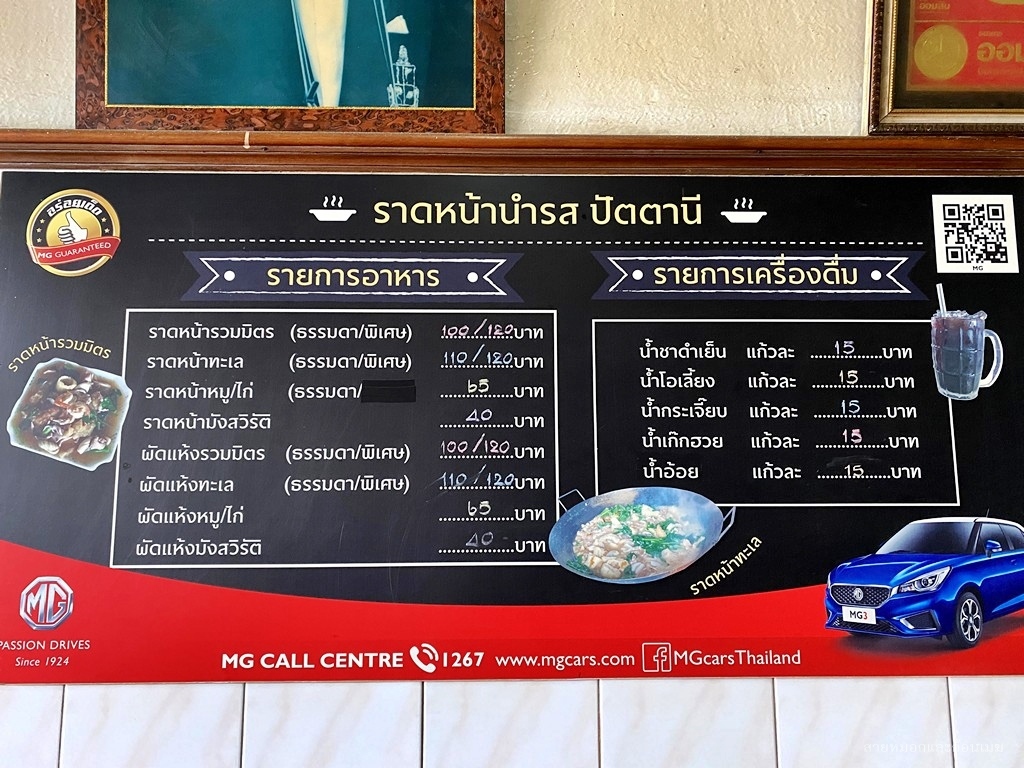 ออมสิน
ราดหน้านำรส ปัตตานี
อร่อยเด็ด
MG GUARANTEED
MG
รายการอาหาร
ราดหน้ารวมมิตร (ธรรมดา/พิเศษ) 100/120 บาท
ราดหน้าทะเล (ธรรมดา/พิเศษ) 110/120 บาท
ราดหน้าหมู/ไก่ (ธรรมดา/ 65 บาท
ราดหน้ามังสวิรัติ 40 บาท
ผัดแห้งรวมมิตร (ธรรมดา/พิเศษ) 100/120 บาท
ผัดแห้งทะเล (ธรรมดา/พิเศษ) 110/120 บาท
ผัดแห้งหมู/ไก่ 65 บาท
ผัดแห้งมังสวิรัติ 40 บาท
รายการเครื่องดื่ม
น้ำชาดำเย็น แก้วละ 15 บาท
น้ำโอเลี้ยง แก้วละ 15 บาท
น้ำกระเจี๊ยบ แก้วละ 15 บาท
น้ำเก๊กฮวย แก้วละ 15 บาท
น้ำอ้อย แก้วละ 15 บาท
ราดหน้ารวมมิตร
ราดหน้าทะเล
MG
PASSION DRIVES
Since 1924
MG3
MG CALL CENTRE 1267 www.mgcars.com MGcarsThailand